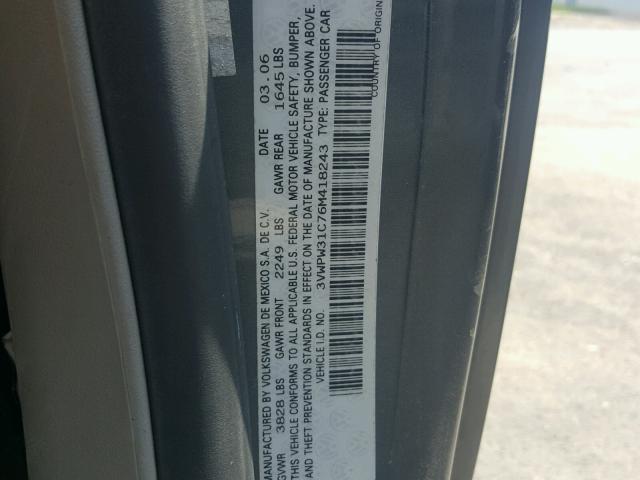 MANUFACTURED BY VOLKSWAGEN DE MEXICO S.A. DE C.V. DATE 03.06
GVWR 3828 LBS GAWR FRONT 2249 LBS GAWR REAR 1645 LBS
THIS VEHICLE CONFORMS TO ALL APPLICABLE U.S. FEDERAL MOTOR VEHICLE SAFETY, BUMPER,
AND THEFT PREVENTION STANDARDS IN EFFECT ON THE DATE OF MANUFACTURE SHOWN ABOVE.
VEHICLE I.D. NO. 3VWPW31C76M418243 TYPE: PASSENGER CAR
COUNTRY OF ORIGIN